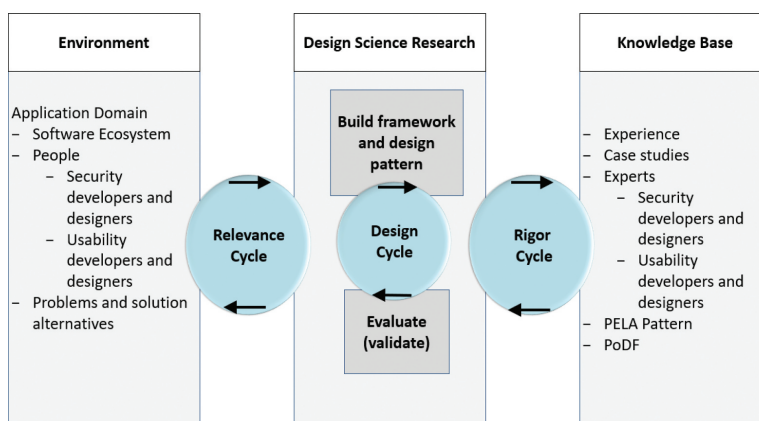 Environment
Application Domain
– Software Ecosystem
– People
– Security
developers and
designers
– Usability
developers and
designers
– Problems and solution
alternatives
Relevance
Cycle
Design Science Research
Build framework
and design
pattern
Design
Cycle
Evaluate
(validate)
Rigor
Cycle
Knowledge Base
– Experience
– Case studies
– Experts
– Security
developers and
designers
– Usability
developers and
designers
– PELA Pattern
– PoDF